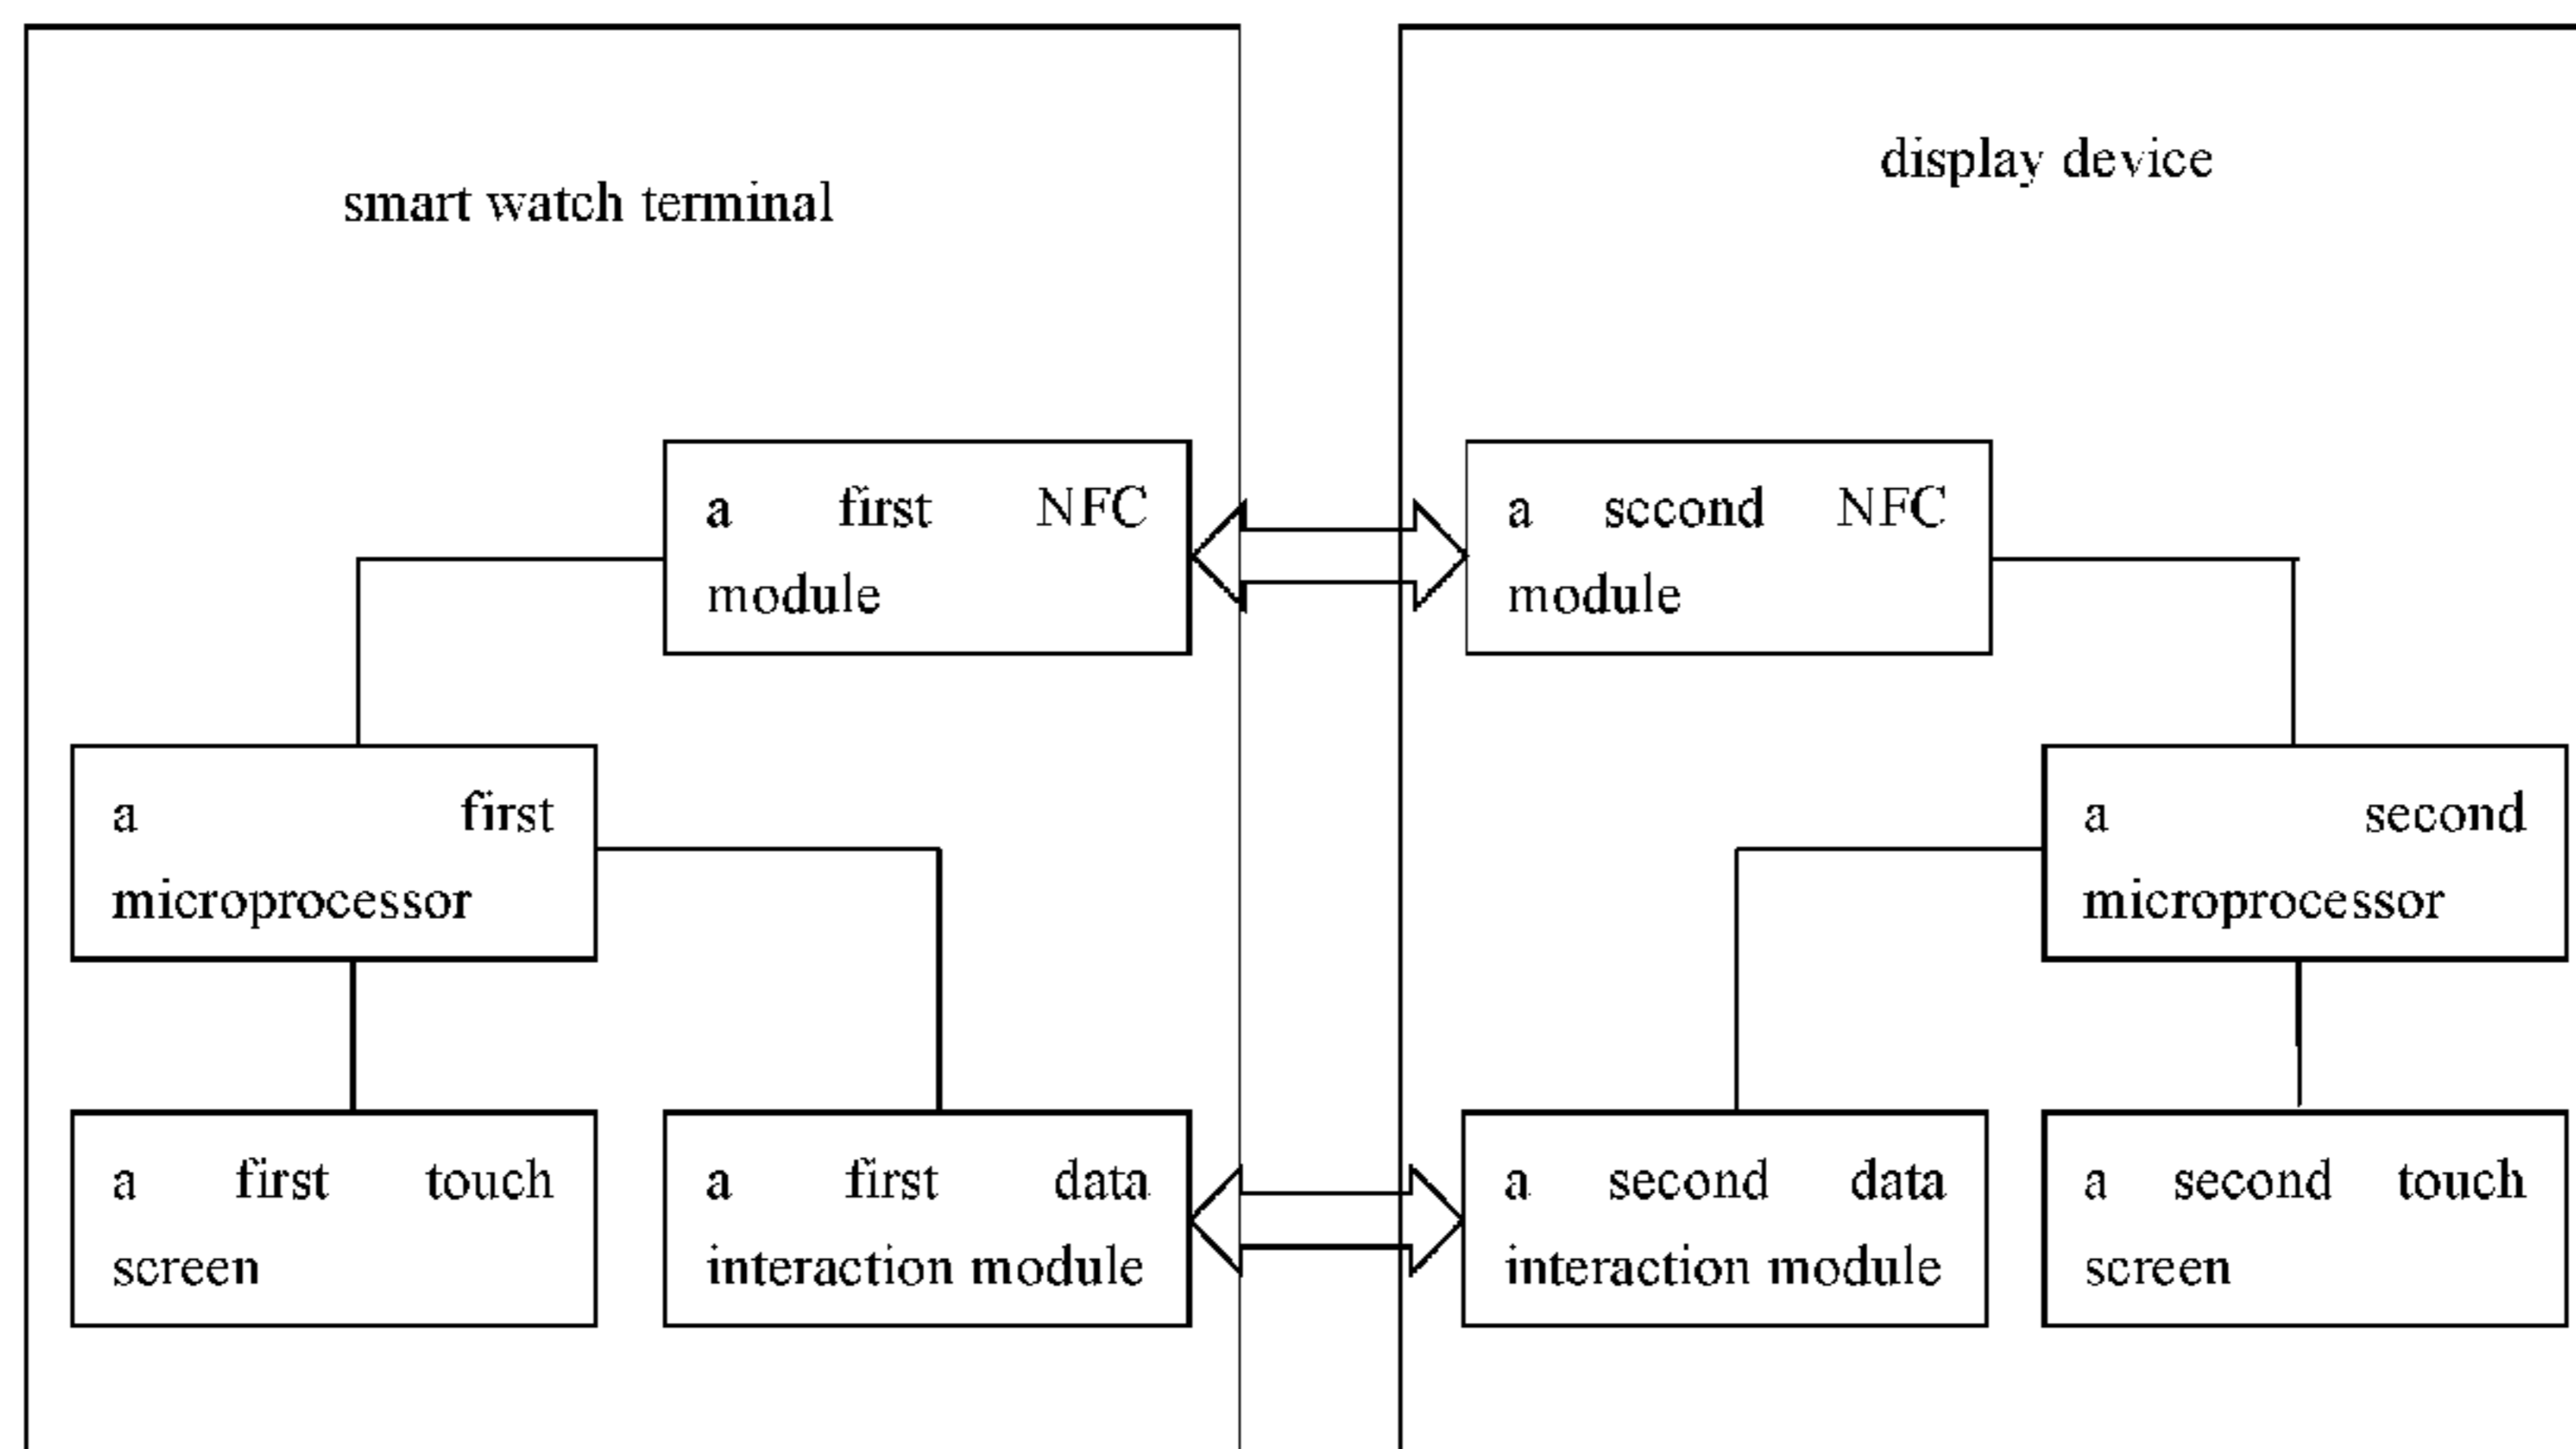 smart watch terminal
display device
a first NFC
module
a second NFC
module
a first
microprocessor
a second
microprocessor
a first touch
screen
a first data
interaction module
a second data
interaction module
a second touch
screen